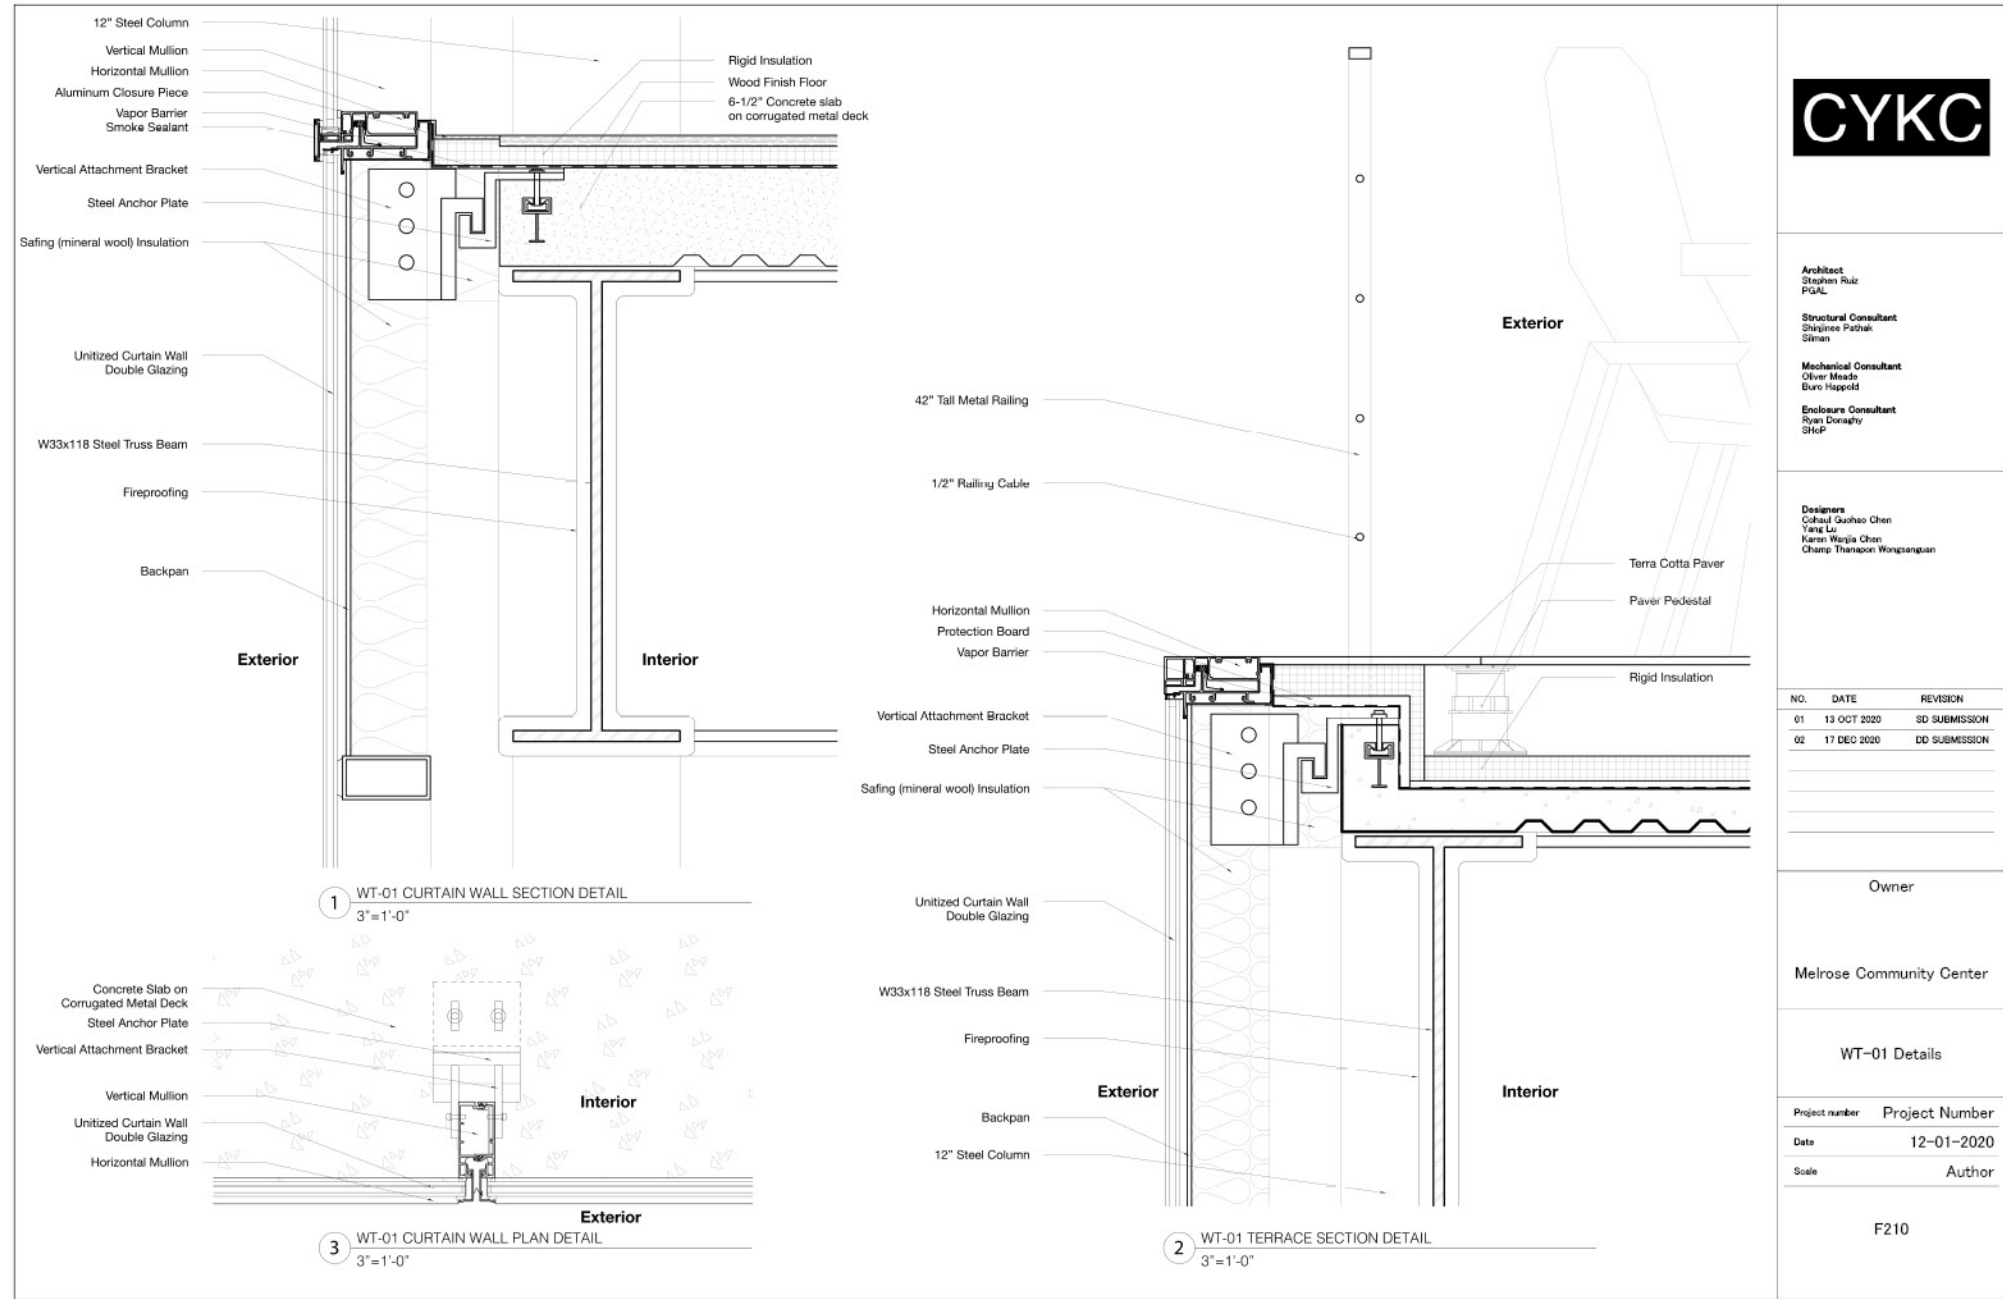 12" Steel Column
Vertical Mullion
Horizontal Mullion
Aluminum Closure Piece
Vapor Barrier
Smoke Sealant
Vertical Attachment Bracket
Steel Anchor Plate
Safing (mineral wool) Insulation
Unitized Curtain Wall
Double Glazing
W33x118 Steel Truss Beam
Fireproofing
Backpan
Rigid Insulation
Wood Finish Floor
6-1/2" Concrete slab
on corrugated metal deck
Exterior
Interior
1
WT-01 CURTAIN WALL SECTION DETAIL
3"=1'-0"
Concrete Slab on
Corrugated Metal Deck
Steel Anchor Plate
Vertical Attachment Bracket
Vertical Mullion
Unitized Curtain Wall
Double Glazing
Horizontal Mullion
Interior
Exterior
3
WT-01 CURTAIN WALL PLAN DETAIL
3"=1'-0"
Exterior
42" Tall Metal Railing
1/2" Railing Cable
Terra Cotta Paver
Paver Pedestal
Rigid Insulation
Horizontal Mullion
Protection Board
Vapor Barrier
Vertical Attachment Bracket
Steel Anchor Plate
Safing (mineral wool) Insulation
Unitized Curtain Wall
Double Glazing
W33x118 Steel Truss Beam
Fireproofing
Exterior
Interior
Backpan
12" Steel Column
2
WT-01 TERRACE SECTION DETAIL
3"=1'-0"
CYKC
Architect
Stephen Ruiz
PGAL
Structural Consultant
Shinjinee Pathak
Silman
Mechanical Consultant
Oliver Meade
Buro Happold
Enclosure Consultant
Ryan Donaghy
SHoP
Designers
Cohaul Guohao Chen
Yang Lu
Karen Wanjia Chen
Champ Thanapon Wongsanguan
NO. DATE REVISION
01 13 OCT 2020 SD SUBMISSION
02 17 DEC 2020 DD SUBMISSION
Owner
Melrose Community Center
WT-01 Details
Project number Project Number
Date 12-01-2020
Scale Author
F210